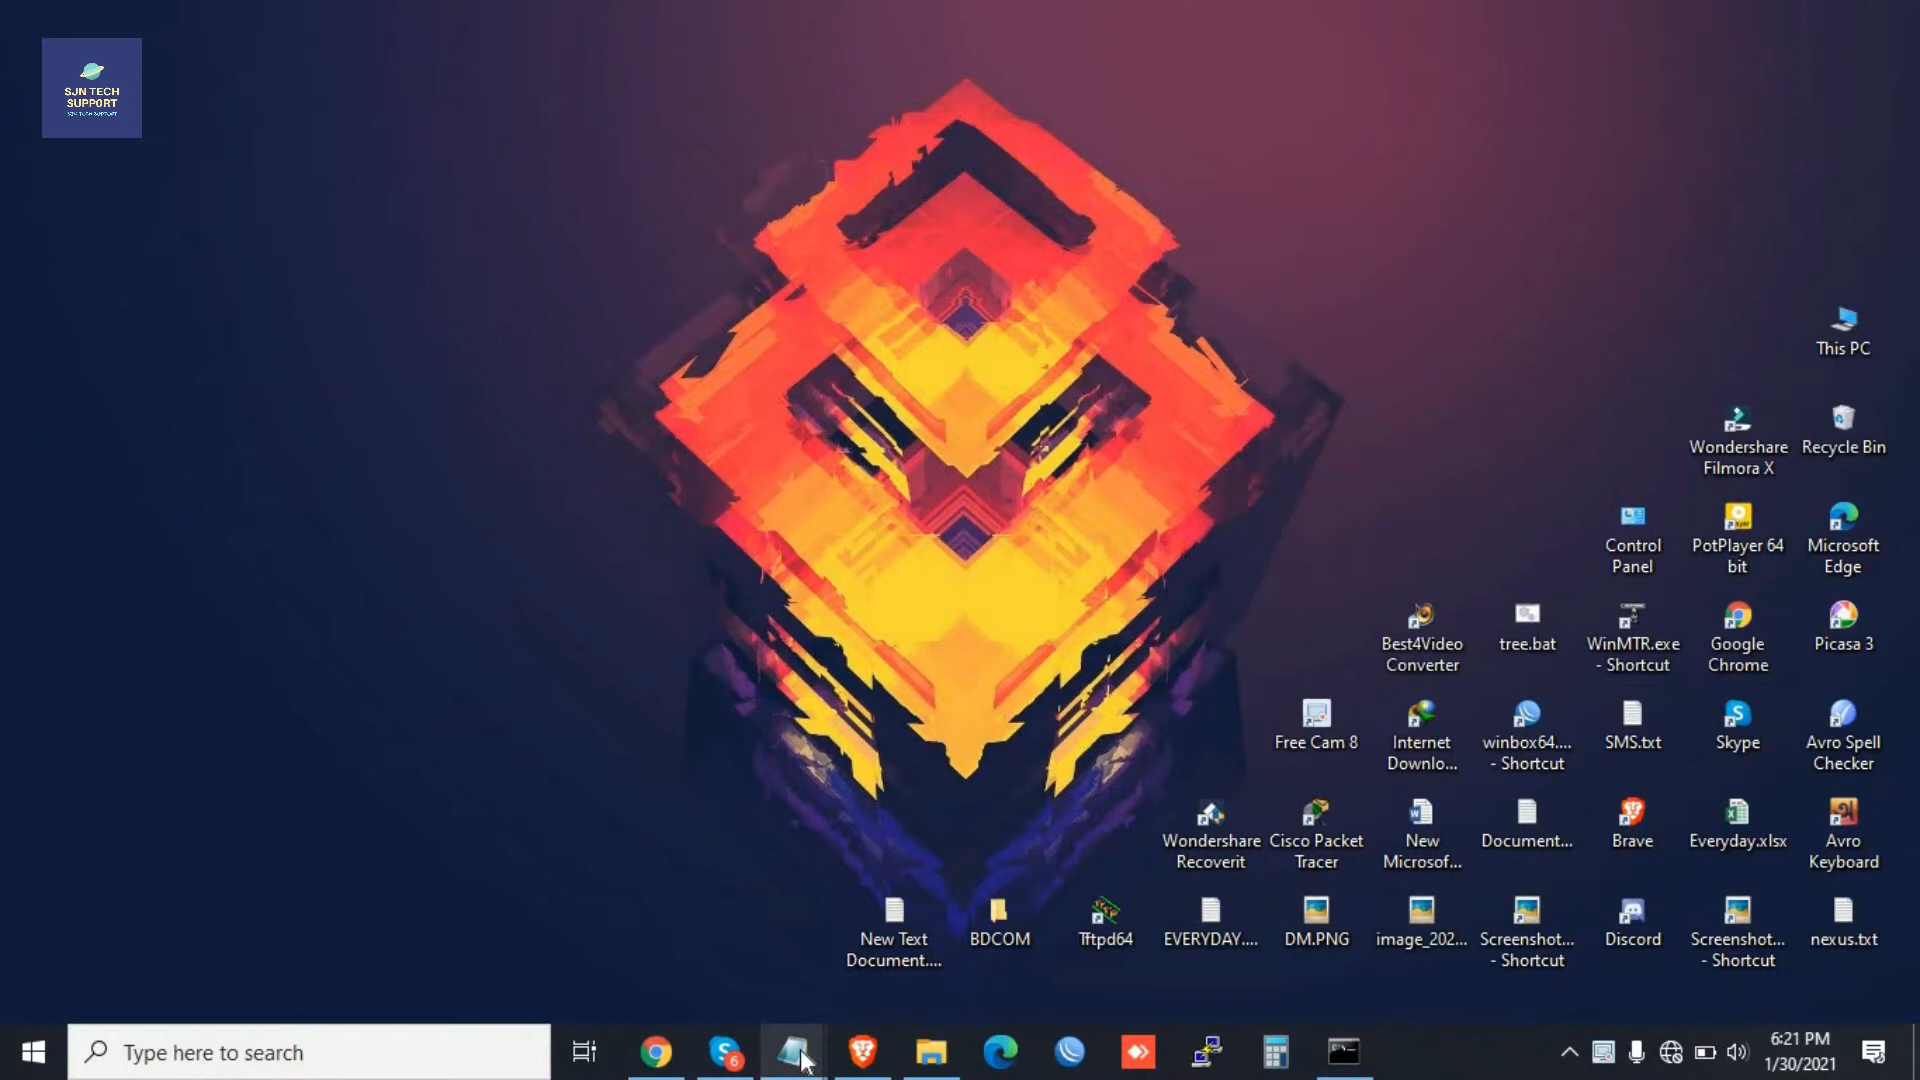 SJN TECH
SUPPORT
SJN TECH SUPPORT
This PC
Wondershare
Filmora X
Recycle Bin
Control
Panel
PotPlayer 64
bit
Microsoft
Edge
Best4Video
Converter
tree.bat
WinMTR.exe
- Shortcut
Google
Chrome
Picasa 3
Free Cam 8
Internet
Downlo...
winbox64....
- Shortcut
SMS.txt
Skype
Avro Spell
Checker
Wondershare
Recoverit
Cisco Packet
Tracer
New
Microsof...
Document...
Brave
Everyday.xlsx
Avro
Keyboard
New Text
Document....
BDCOM
Tftpd64
EVERYDAY....
DM.PNG
image_202...
Screenshot...
- Shortcut
Discord
Screenshot...
- Shortcut
nexus.txt
Type here to search
6
6:21 PM
1/30/2021